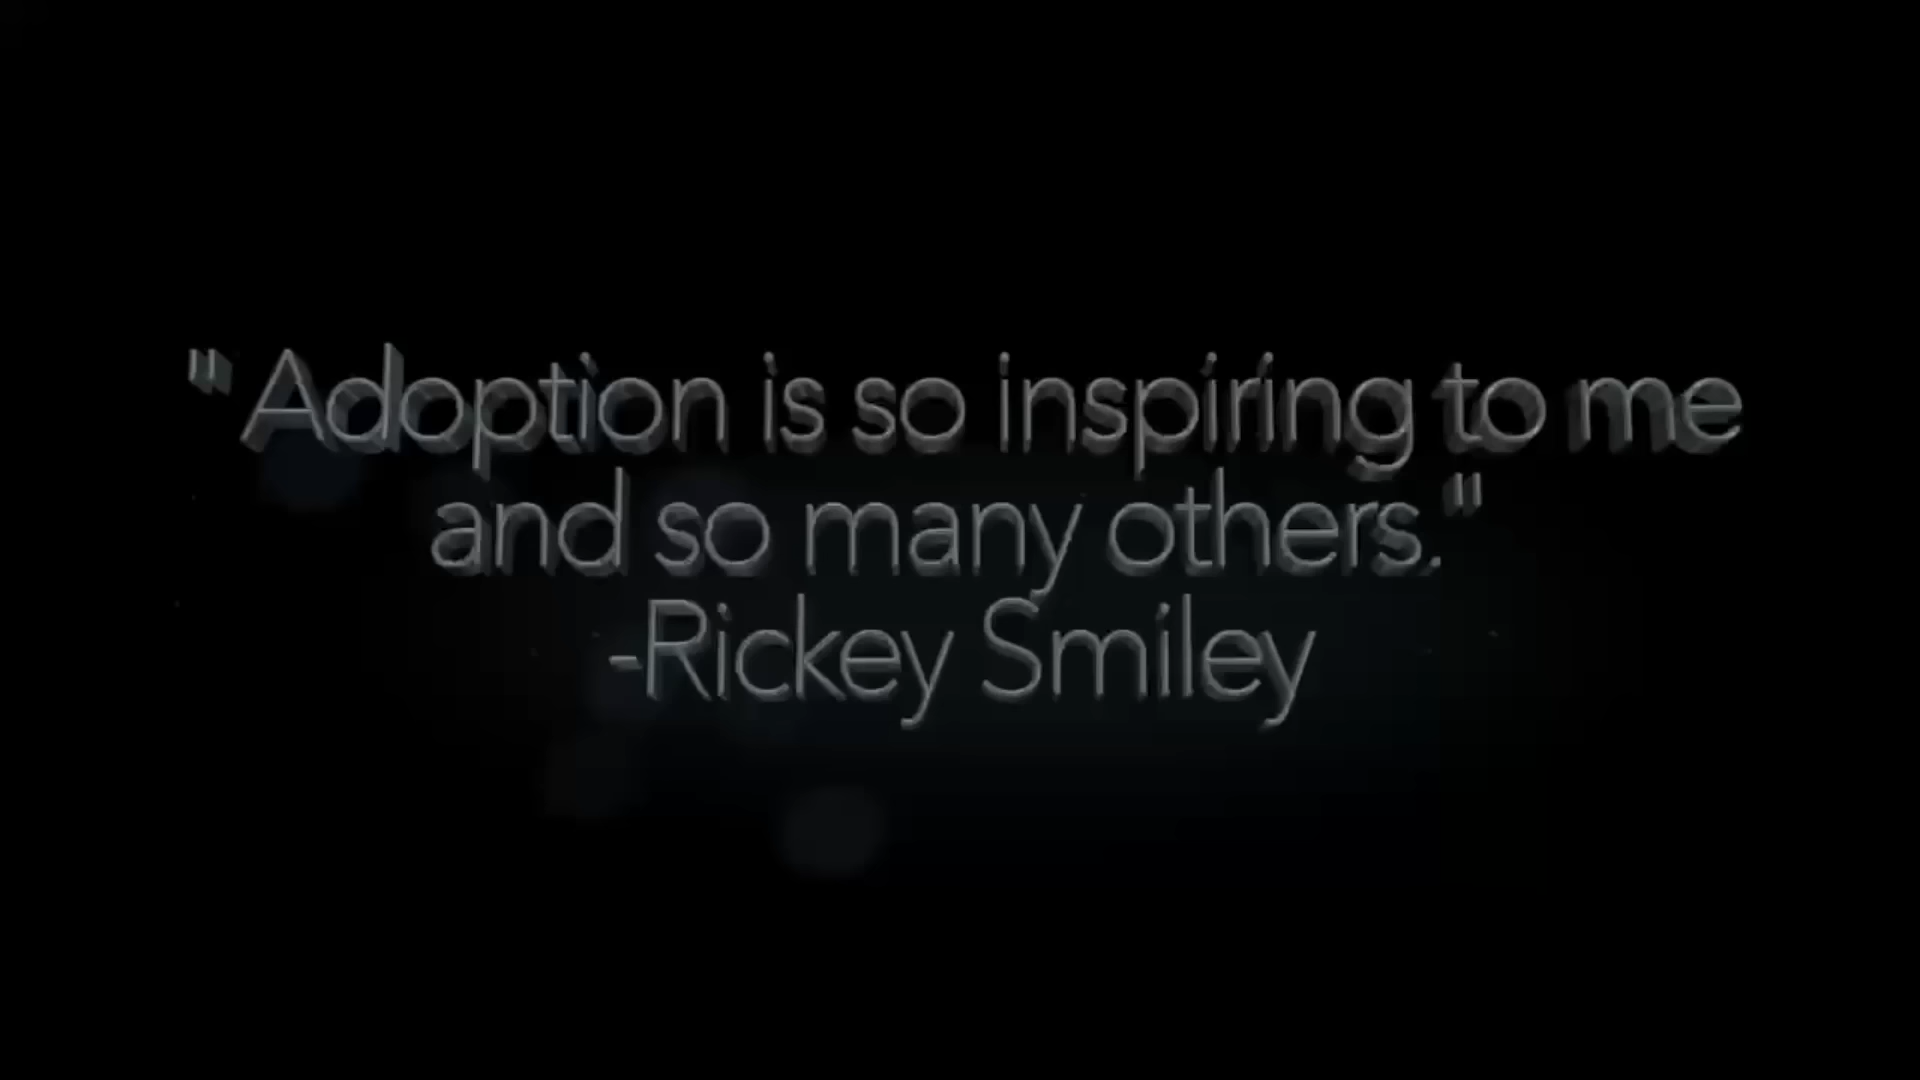 "Adoption is so inspiring to me
and so many others."
-Rickey Smiley